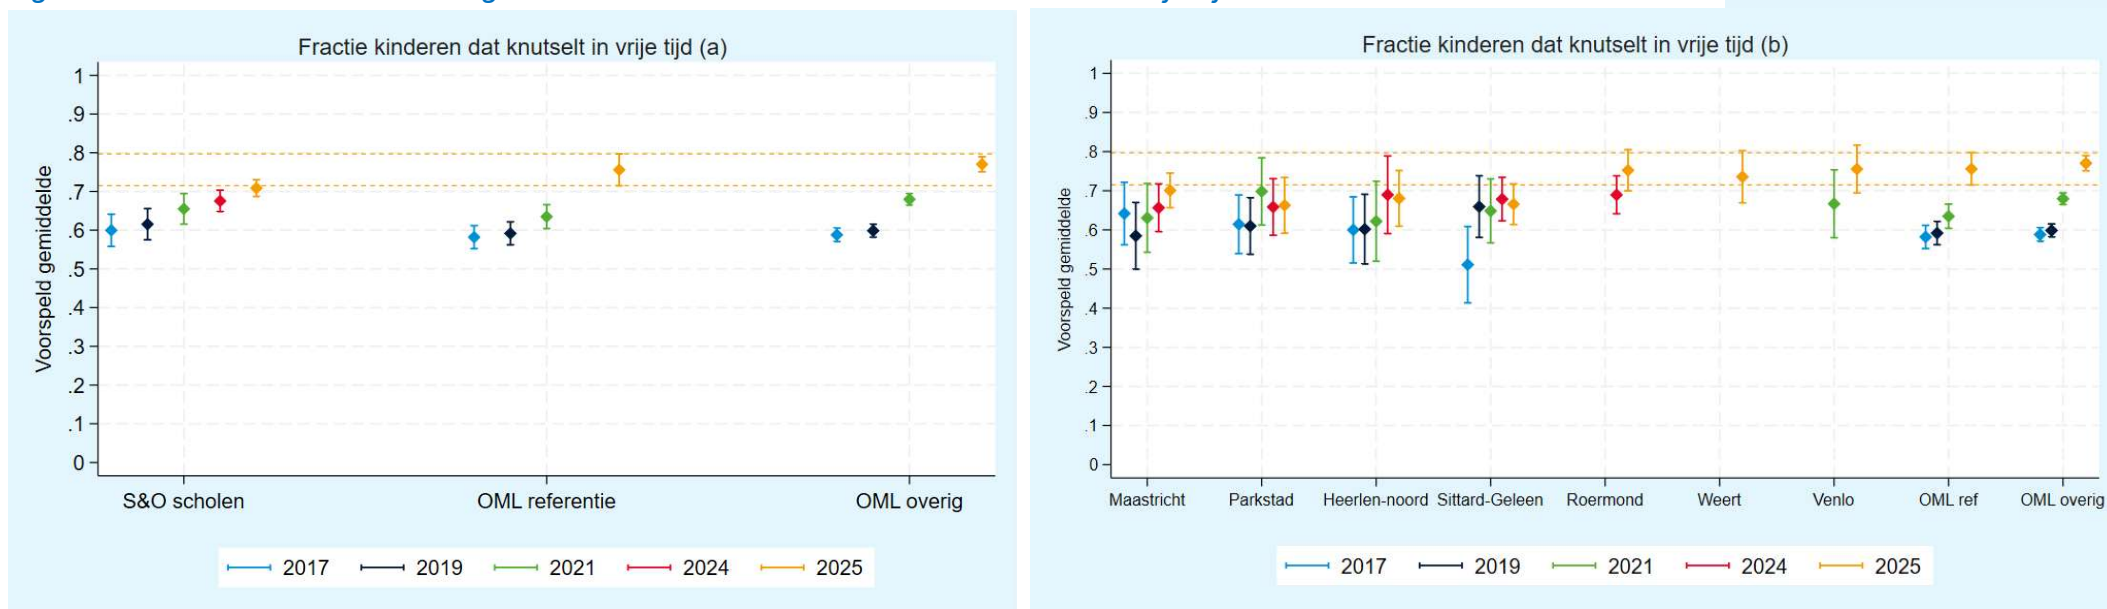 Fractie kinderen dat knutselt in vrije tijd (a)
Voorspeld gemiddelde
1
.9
.8
.7
.6
.5
.4
.3
.2
.1
0
S&O scholen OML referentie OML overig
2017 2019 2021 2024 2025
Fractie kinderen dat knutselt in vrije tijd (b)
Voorspeld gemiddelde
1
.9
.8
.7
.6
.5
.4
.3
.2
.1
0
Maastricht Parkstad Heerlen-noord Sittard-Geleen Roermond Weert Venlo OML ref OML overig
2017 2019 2021 2024 2025